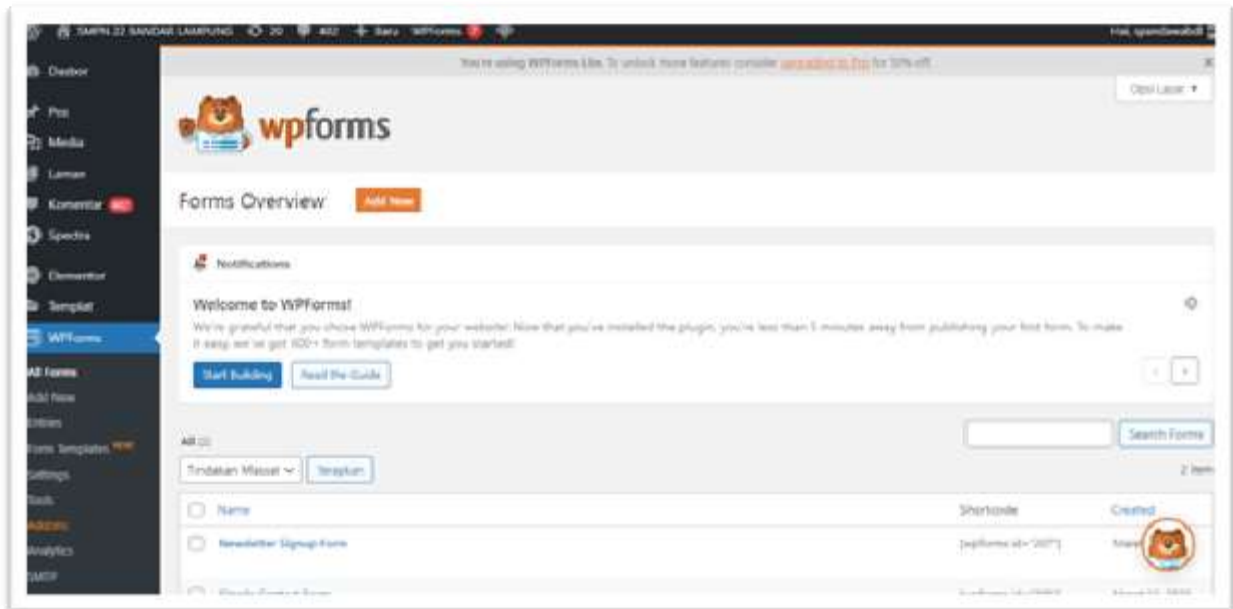 SMPN 22 BANDAR LAMPUNG 20 + Baru WPForms Hai,
You're using WPForms Lite. To unlock more features consider upgrading to Pro for 50% off.
Opsi Layar
wpforms
Forms Overview Add New
Dasbor
Pos
Media
Laman
Komentar
Spectra
Elementor
Templat
WPForms
All Forms
Add New
Entries
Form Templates NEW!
Settings
Tools
Addons
Analytics
SMTP
Notifications
Welcome to WPForms!
We're grateful that you chose WPForms for your website! Now that you've installed the plugin, you're less than 5 minutes away from publishing your first form. To make
it easy, we've got form templates to get you started!
Start Building Read the Guide
All (2)
Search Forms
Tindakan Massal Terapkan
2 item
Name Shortcode Created
Newsletter Signup Form